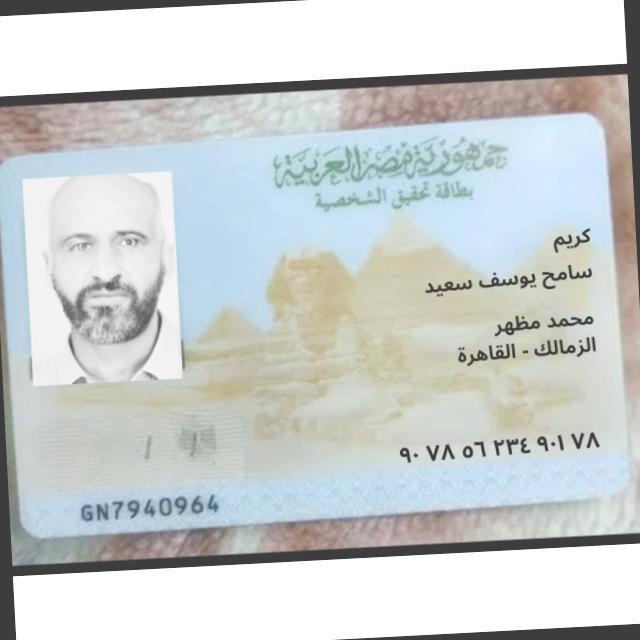 جمهورية مصر العربية
بطاقة تحقيق الشخصية
كريم
سامح يوسف سعيد
محمد مظهر
الزمالك - القاهرة
٩٠ ٧٨ ٥٦ ٢٣٤ ٩٠١ ٧٨
GN7940964